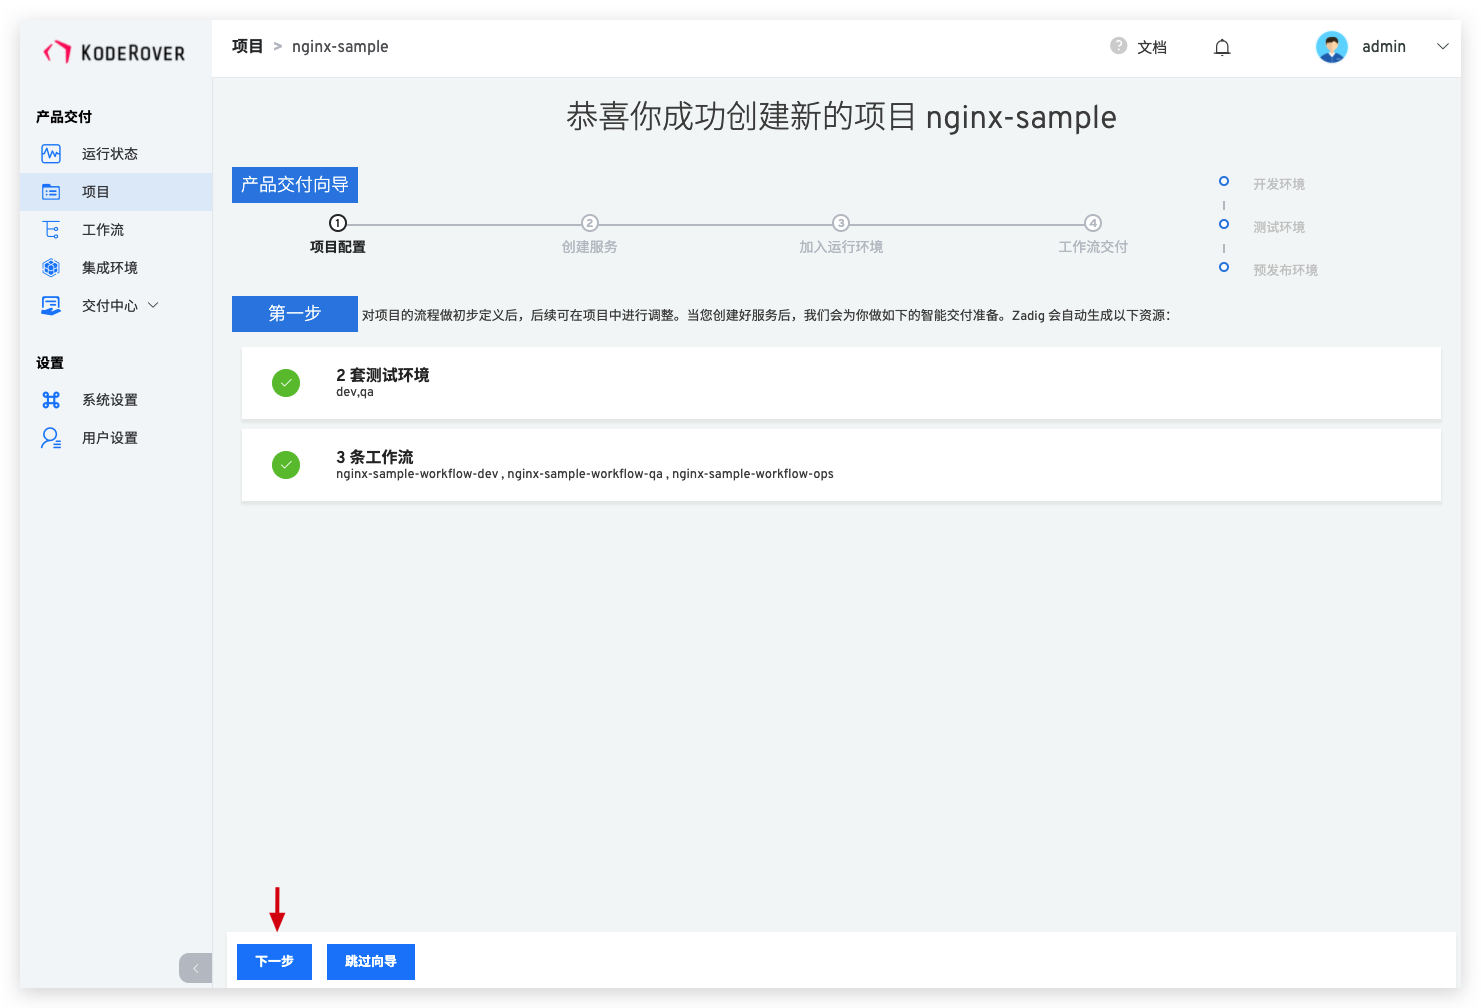 KODEROVER
项目 > nginx-sample
? 文档
admin
产品交付
运行状态
项目
工作流
集成环境
交付中心
设置
系统设置
用户设置
恭喜你成功创建新的项目 nginx-sample
产品交付向导
1 项目配置
2 创建服务
3 加入运行环境
4 工作流交付
开发环境
测试环境
预发布环境
第一步 对项目的流程做初步定义后，后续可在项目中进行调整。当您创建好服务后，我们会为你做如下的智能交付准备。Zadig 会自动生成以下资源：
2 套测试环境
dev,qa
3 条工作流
nginx-sample-workflow-dev , nginx-sample-workflow-qa , nginx-sample-workflow-ops
下一步 跳过向导